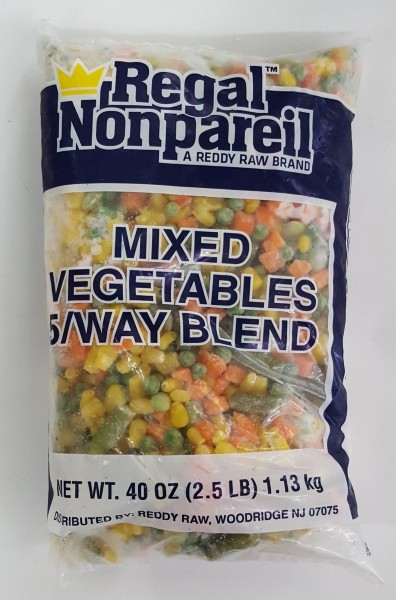 Regal™
Nonpareil
A REDDY RAW BRAND
MIXED
VEGETABLES
5/WAY BLEND
NET WT. 40 OZ (2.5 LB) 1.13 kg
DISTRIBUTED BY: REDDY RAW, WOODRIDGE NJ 07075